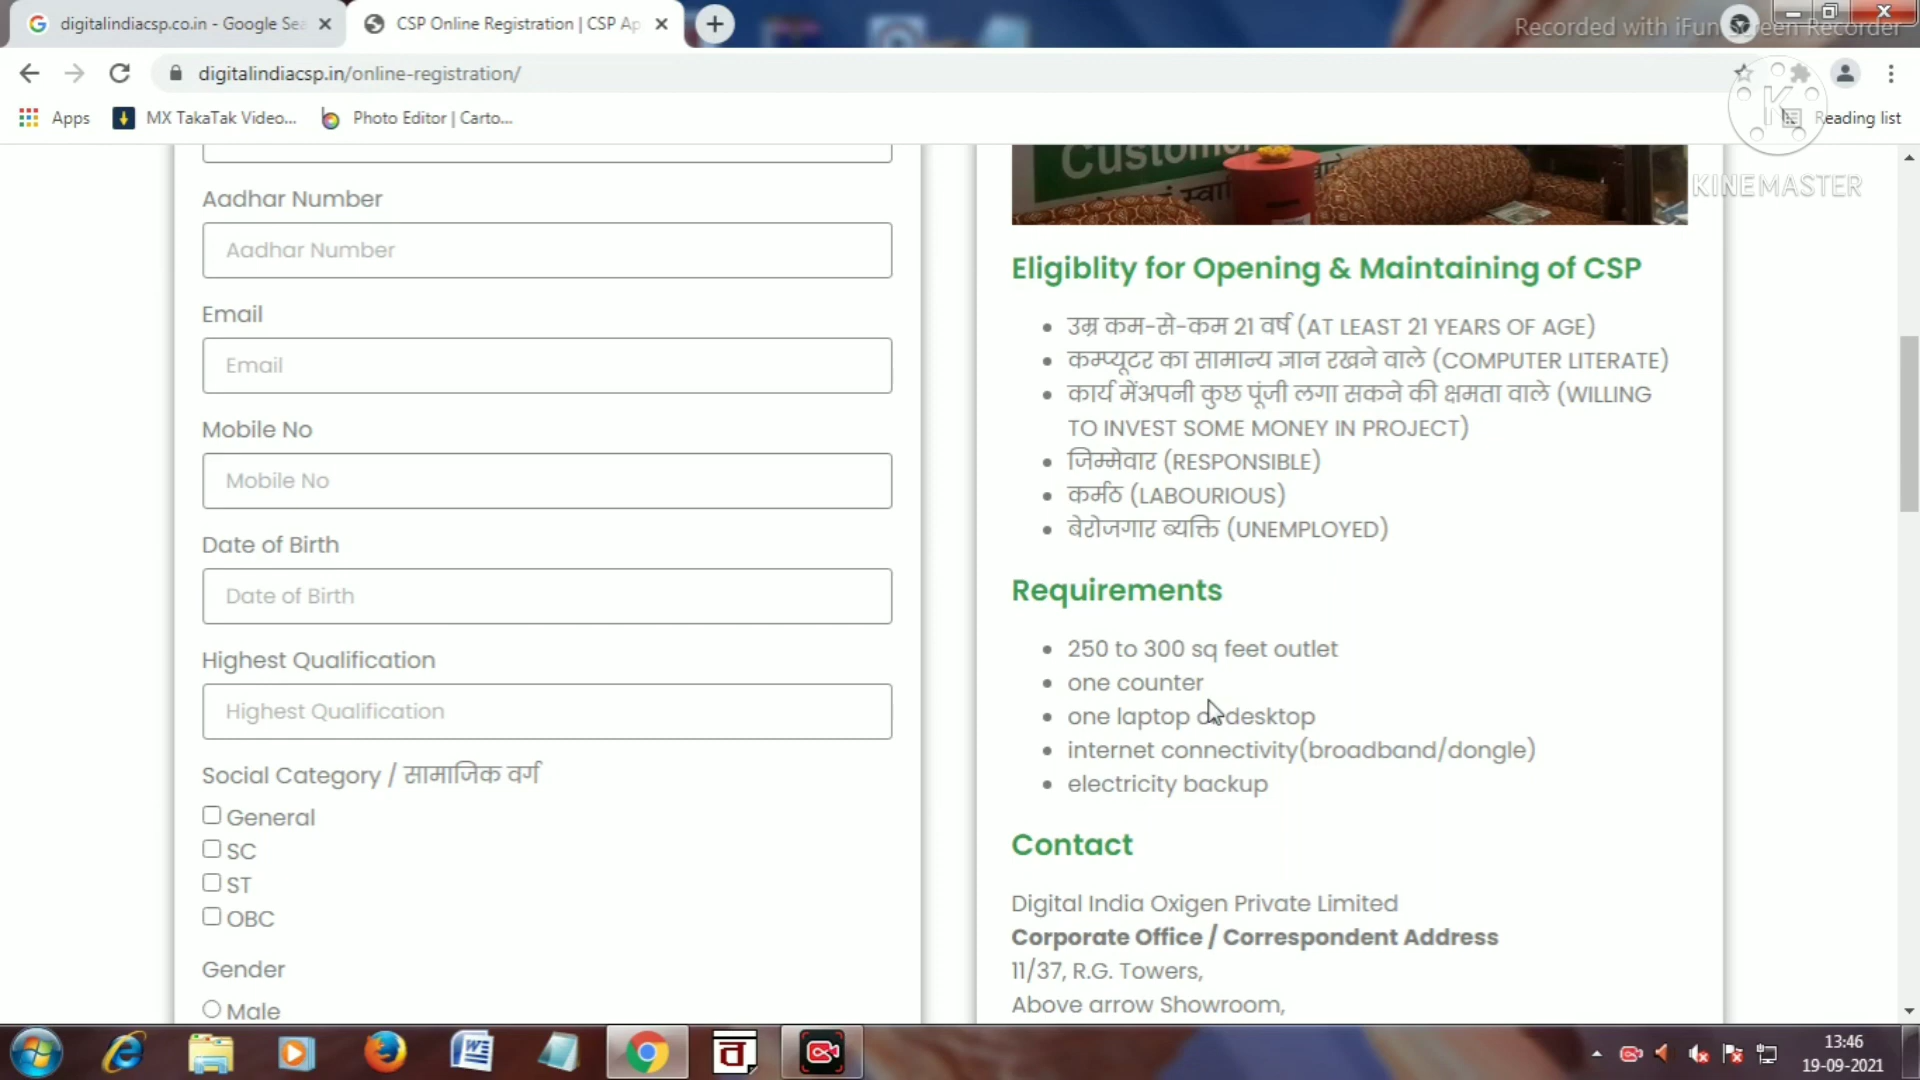 digitalindiacsp.co.in - Google Sea
CSP Online Registration | CSP Ap
Recorded with iFun Screen Recorder
digitalindiacsp.in/online-registration/
Apps
MX TakaTak Video...
Photo Editor | Carto...
Reading list
KINEMASTER
Customer
Aadhar Number
Aadhar Number
Email
Email
Mobile No
Mobile No
Date of Birth
Date of Birth
Highest Qualification
Highest Qualification
Social Category / सामाजिक वर्ग
General
SC
ST
OBC
Gender
Male
Eligiblity for Opening & Maintaining of CSP
उम्र कम-से-कम 21 वर्ष (AT LEAST 21 YEARS OF AGE)
कम्प्यूटर का सामान्य ज्ञान रखने वाले (COMPUTER LITERATE)
कार्य मेंअपनी कुछ पूंजी लगा सकने की क्षमता वाले (WILLING
TO INVEST SOME MONEY IN PROJECT)
जिम्मेवार (RESPONSIBLE)
कर्मठ (LABOURIOUS)
बेरोजगार ब्यक्ति (UNEMPLOYED)
Requirements
250 to 300 sq feet outlet
one counter
one laptop or desktop
internet connectivity(broadband/dongle)
electricity backup
Contact
Digital India Oxigen Private Limited
Corporate Office / Correspondent Address
11/37, R.G. Towers,
Above arrow Showroom,
13:46
19-09-2021